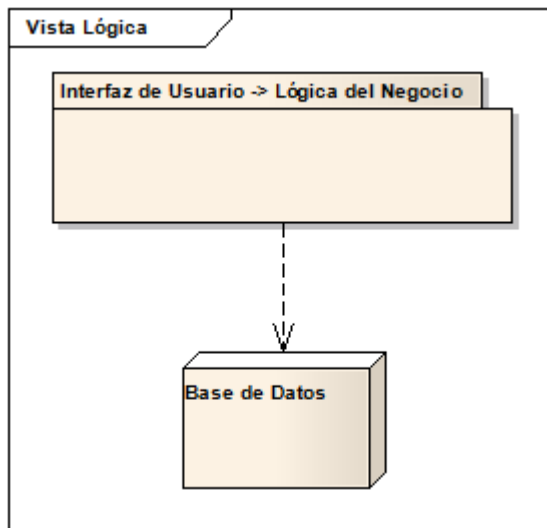 Vista Lógica
Interfaz de Usuario -> Lógica del Negocio
Base de Datos